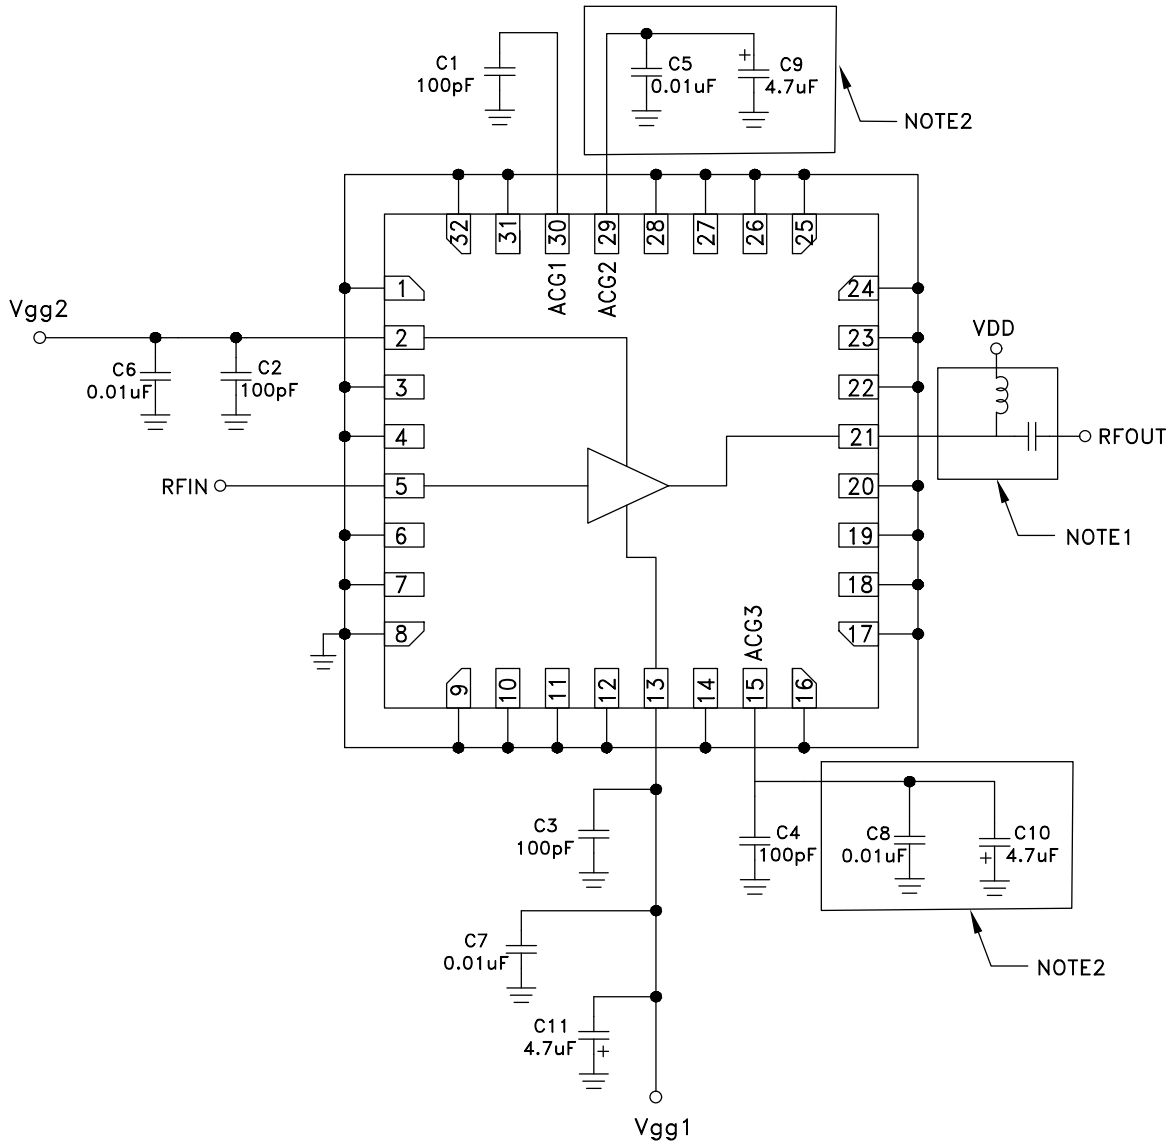 C1
100pF
C5
0.01uF
+
C9
4.7uF
NOTE2
32
31
30
29
28
27
26
25
ACG1
ACG2
Vgg2
1
2
3
4
5
6
7
8
24
23
22
21
20
19
18
17
C6
0.01uF
C2
100pF
VDD
RFOUT
NOTE1
RFIN
ACG3
9
10
11
12
13
14
15
16
C3
100pF
C4
100pF
C8
0.01uF
+
C10
4.7uF
NOTE2
C7
0.01uF
C11
4.7uF
+
Vgg1